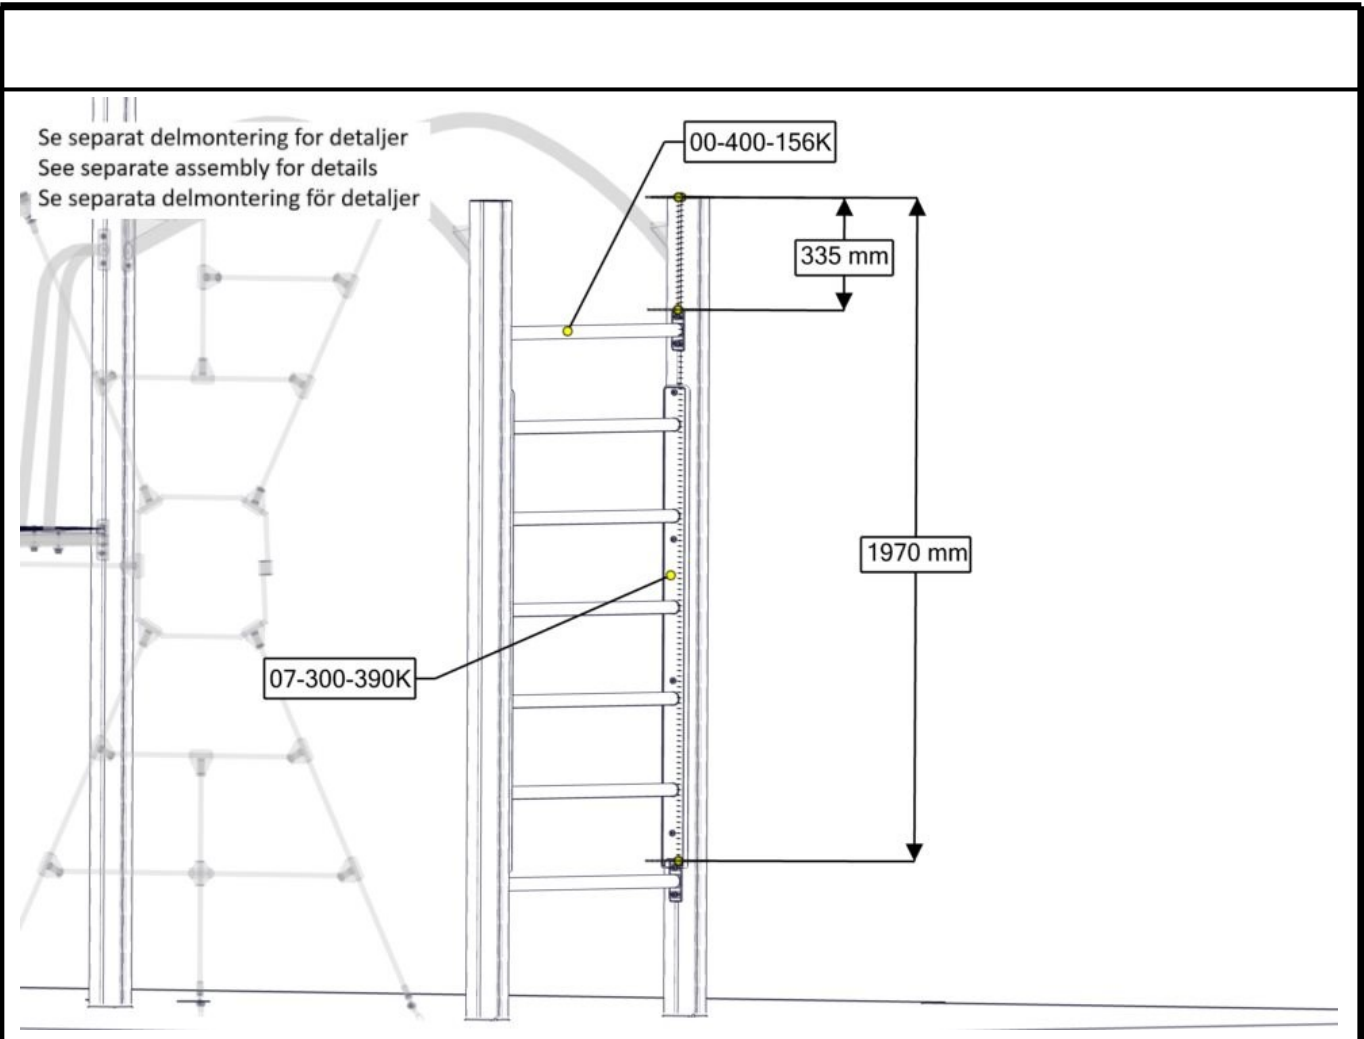 Se separat delmontering for detaljer
See separate assembly for details
Se separata delmontering för detaljer
00-400-156K
335 mm
1970 mm
07-300-390K